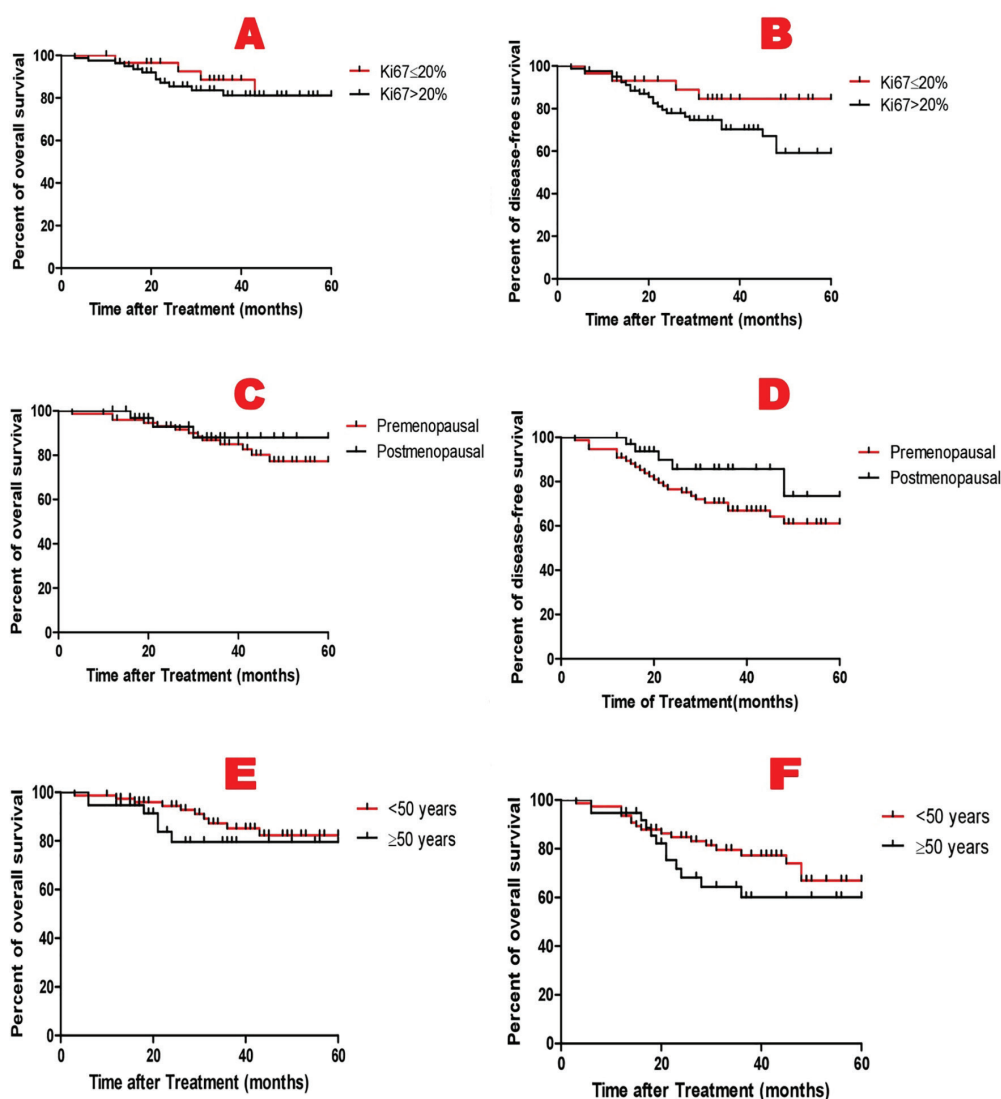 A
Percent of overall survival
100
80
60
40
20
0
0 20 40 60
Time after Treatment (months)
Ki67≤20%
Ki67>20%
B
Percent of disease-free survival
100
80
60
40
20
0
0 20 40 60
Time after Treatment (months)
Ki67≤20%
Ki67>20%
C
Percent of overall survival
100
80
60
40
20
0
0 20 40 60
Time after Treatment (months)
Premenopausal
Postmenopausal
D
Percent of disease-free survival
100
80
60
40
20
0
0 20 40 60
Time of Treatment(months)
Premenopausal
Postmenopausal
E
Percent of overall survival
100
80
60
40
20
0
0 20 40 60
Time after Treatment (months)
<50 years
≥50 years
F
Percent of overall survival
100
80
60
40
20
0
0 20 40 60
Time after Treatment (months)
<50 years
≥50 years